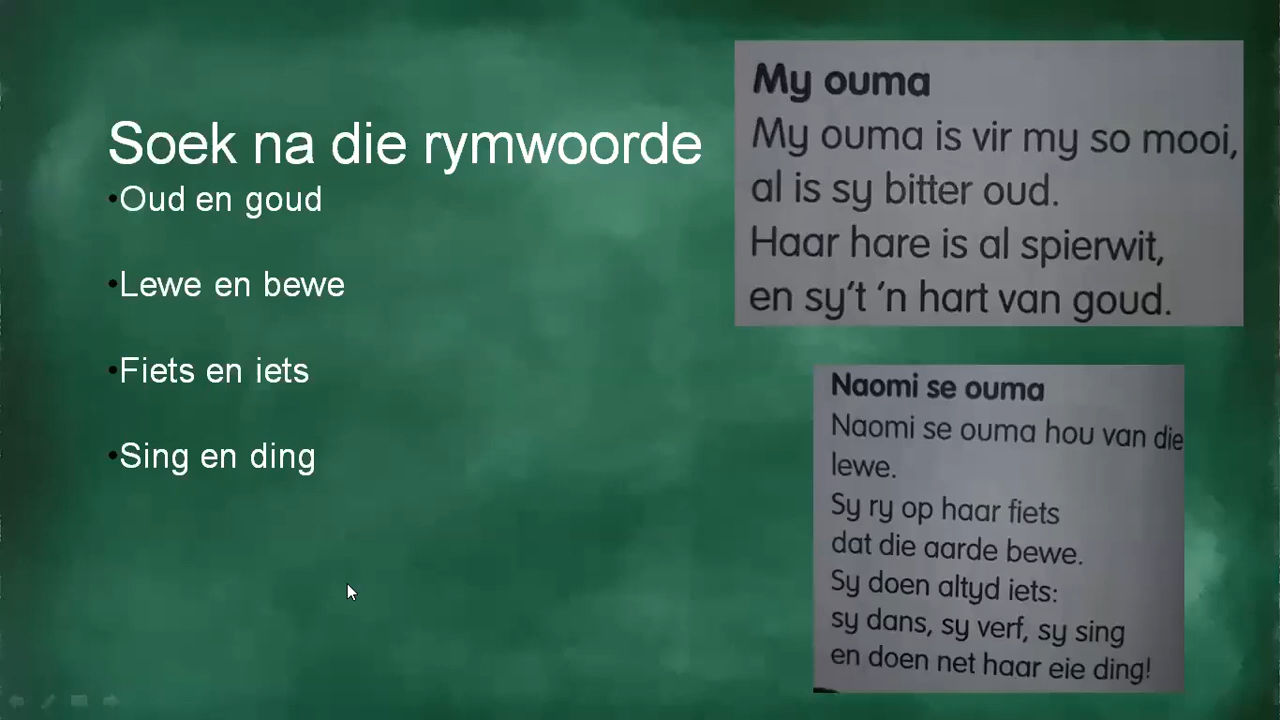 Soek na die rymwoorde
•Oud en goud
•Lewe en bewe
•Fiets en iets
•Sing en ding
My ouma
My ouma is vir my so mooi,
al is sy bitter oud.
Haar hare is al spierwit,
en sy't 'n hart van goud.
Naomi se ouma
Naomi se ouma hou van die
lewe.
Sy ry op haar fiets
dat die aarde bewe.
Sy doen altyd iets:
sy dans, sy verf, sy sing
en doen net haar eie ding!